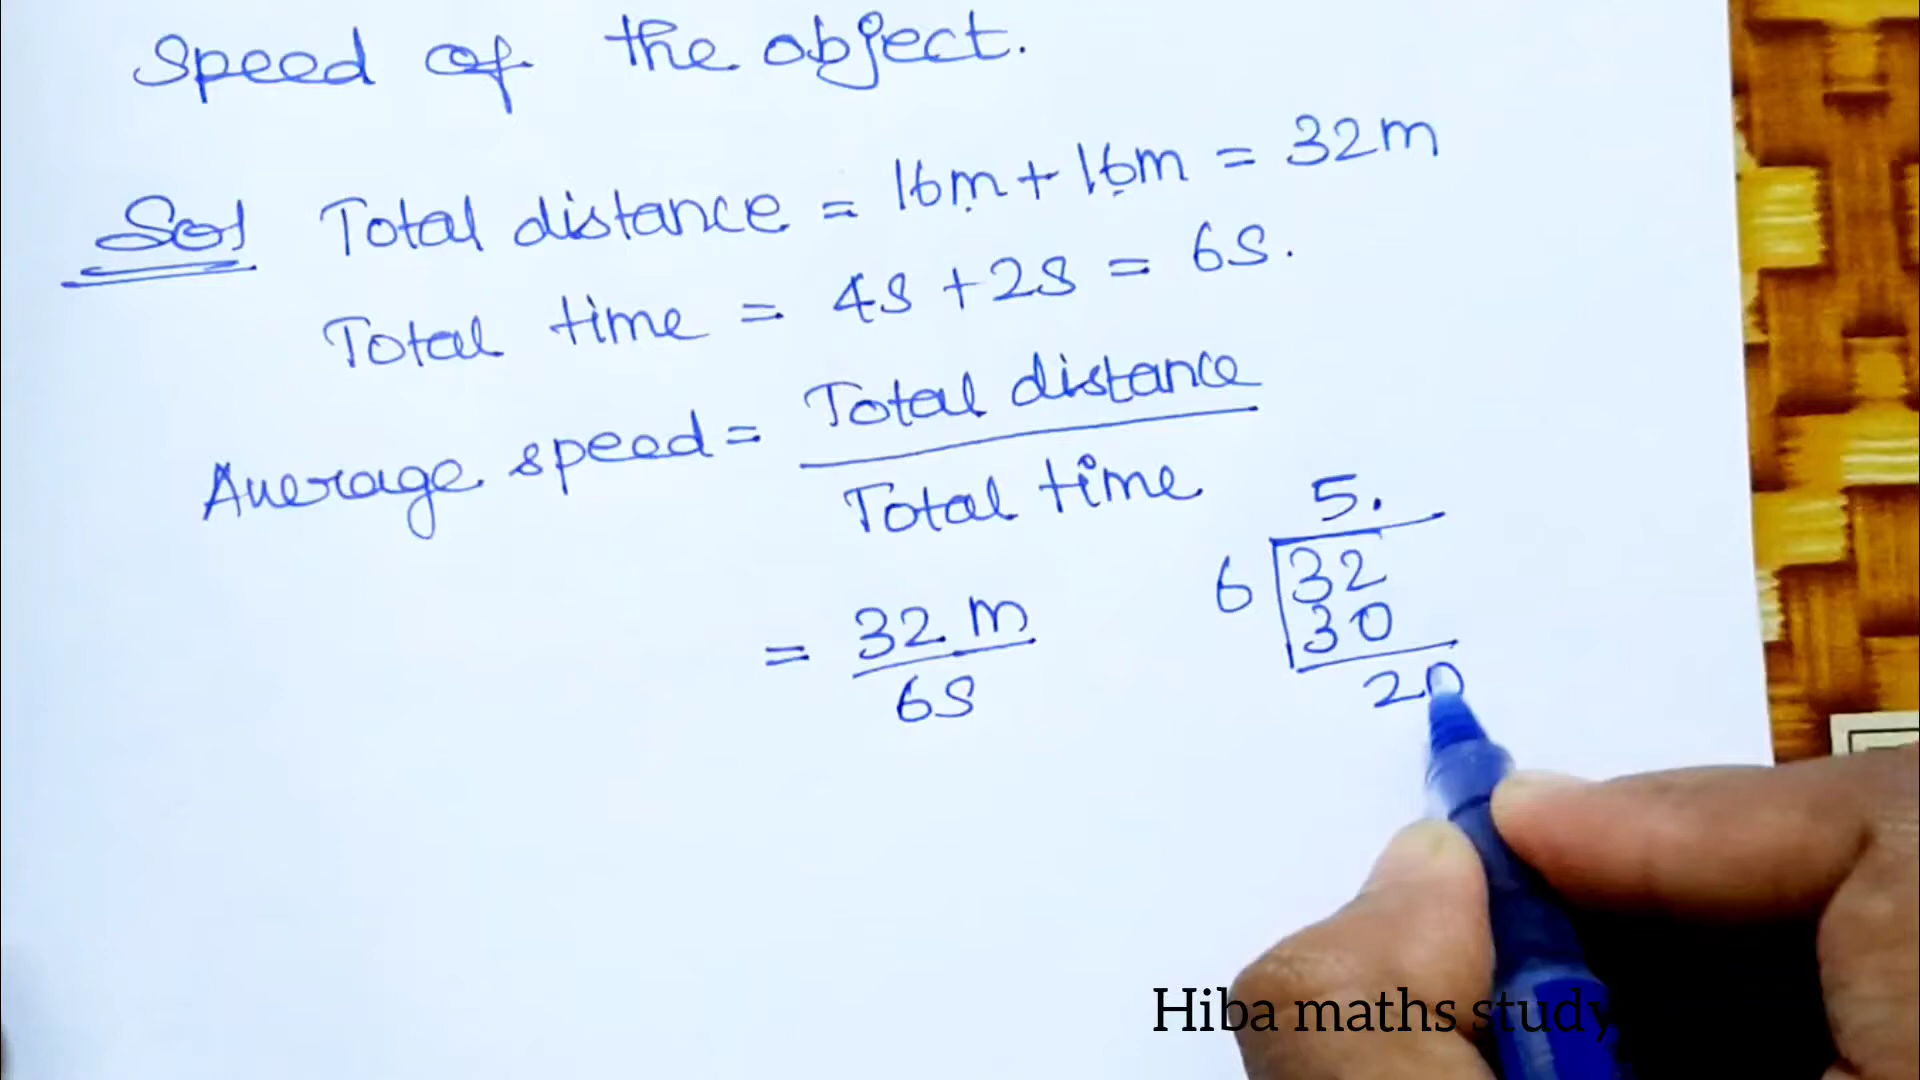 Speed of the object.
Sol Total distance = 16m + 16m = 32m
Total time = 4s + 2s = 6s.
Average speed = Total distance
Total time
= 32 m
6s
5.
6 32
30
20
Hiba maths study